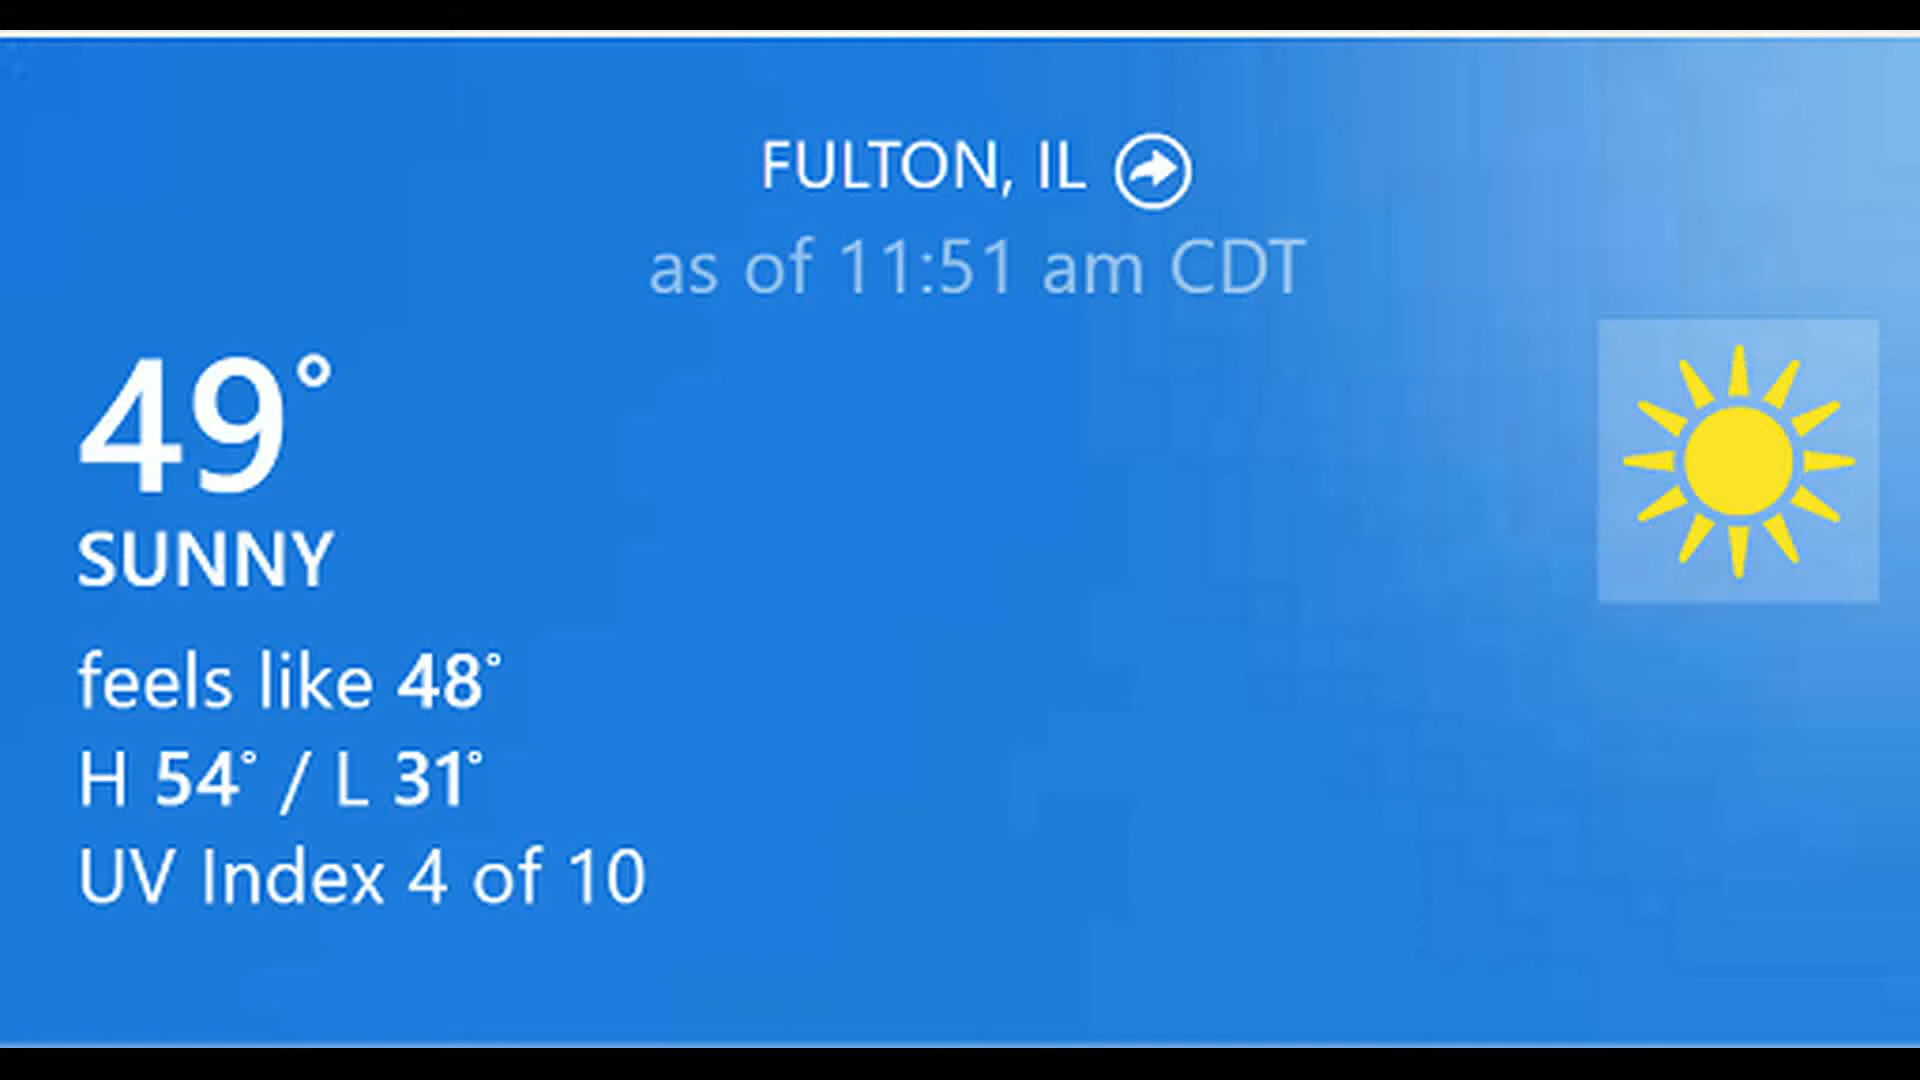 FULTON, IL
as of 11:51 am CDT
49°
SUNNY
feels like 48°
H 54° / L 31°
UV Index 4 of 10